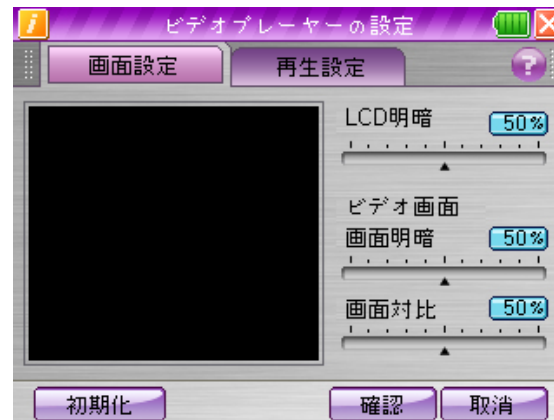 ビデオプレーヤーの設定
画面設定 再生設定 ?
LCD明暗 50%
ビデオ画面
画面明暗 50%
画面対比 50%
初期化 確認 取消